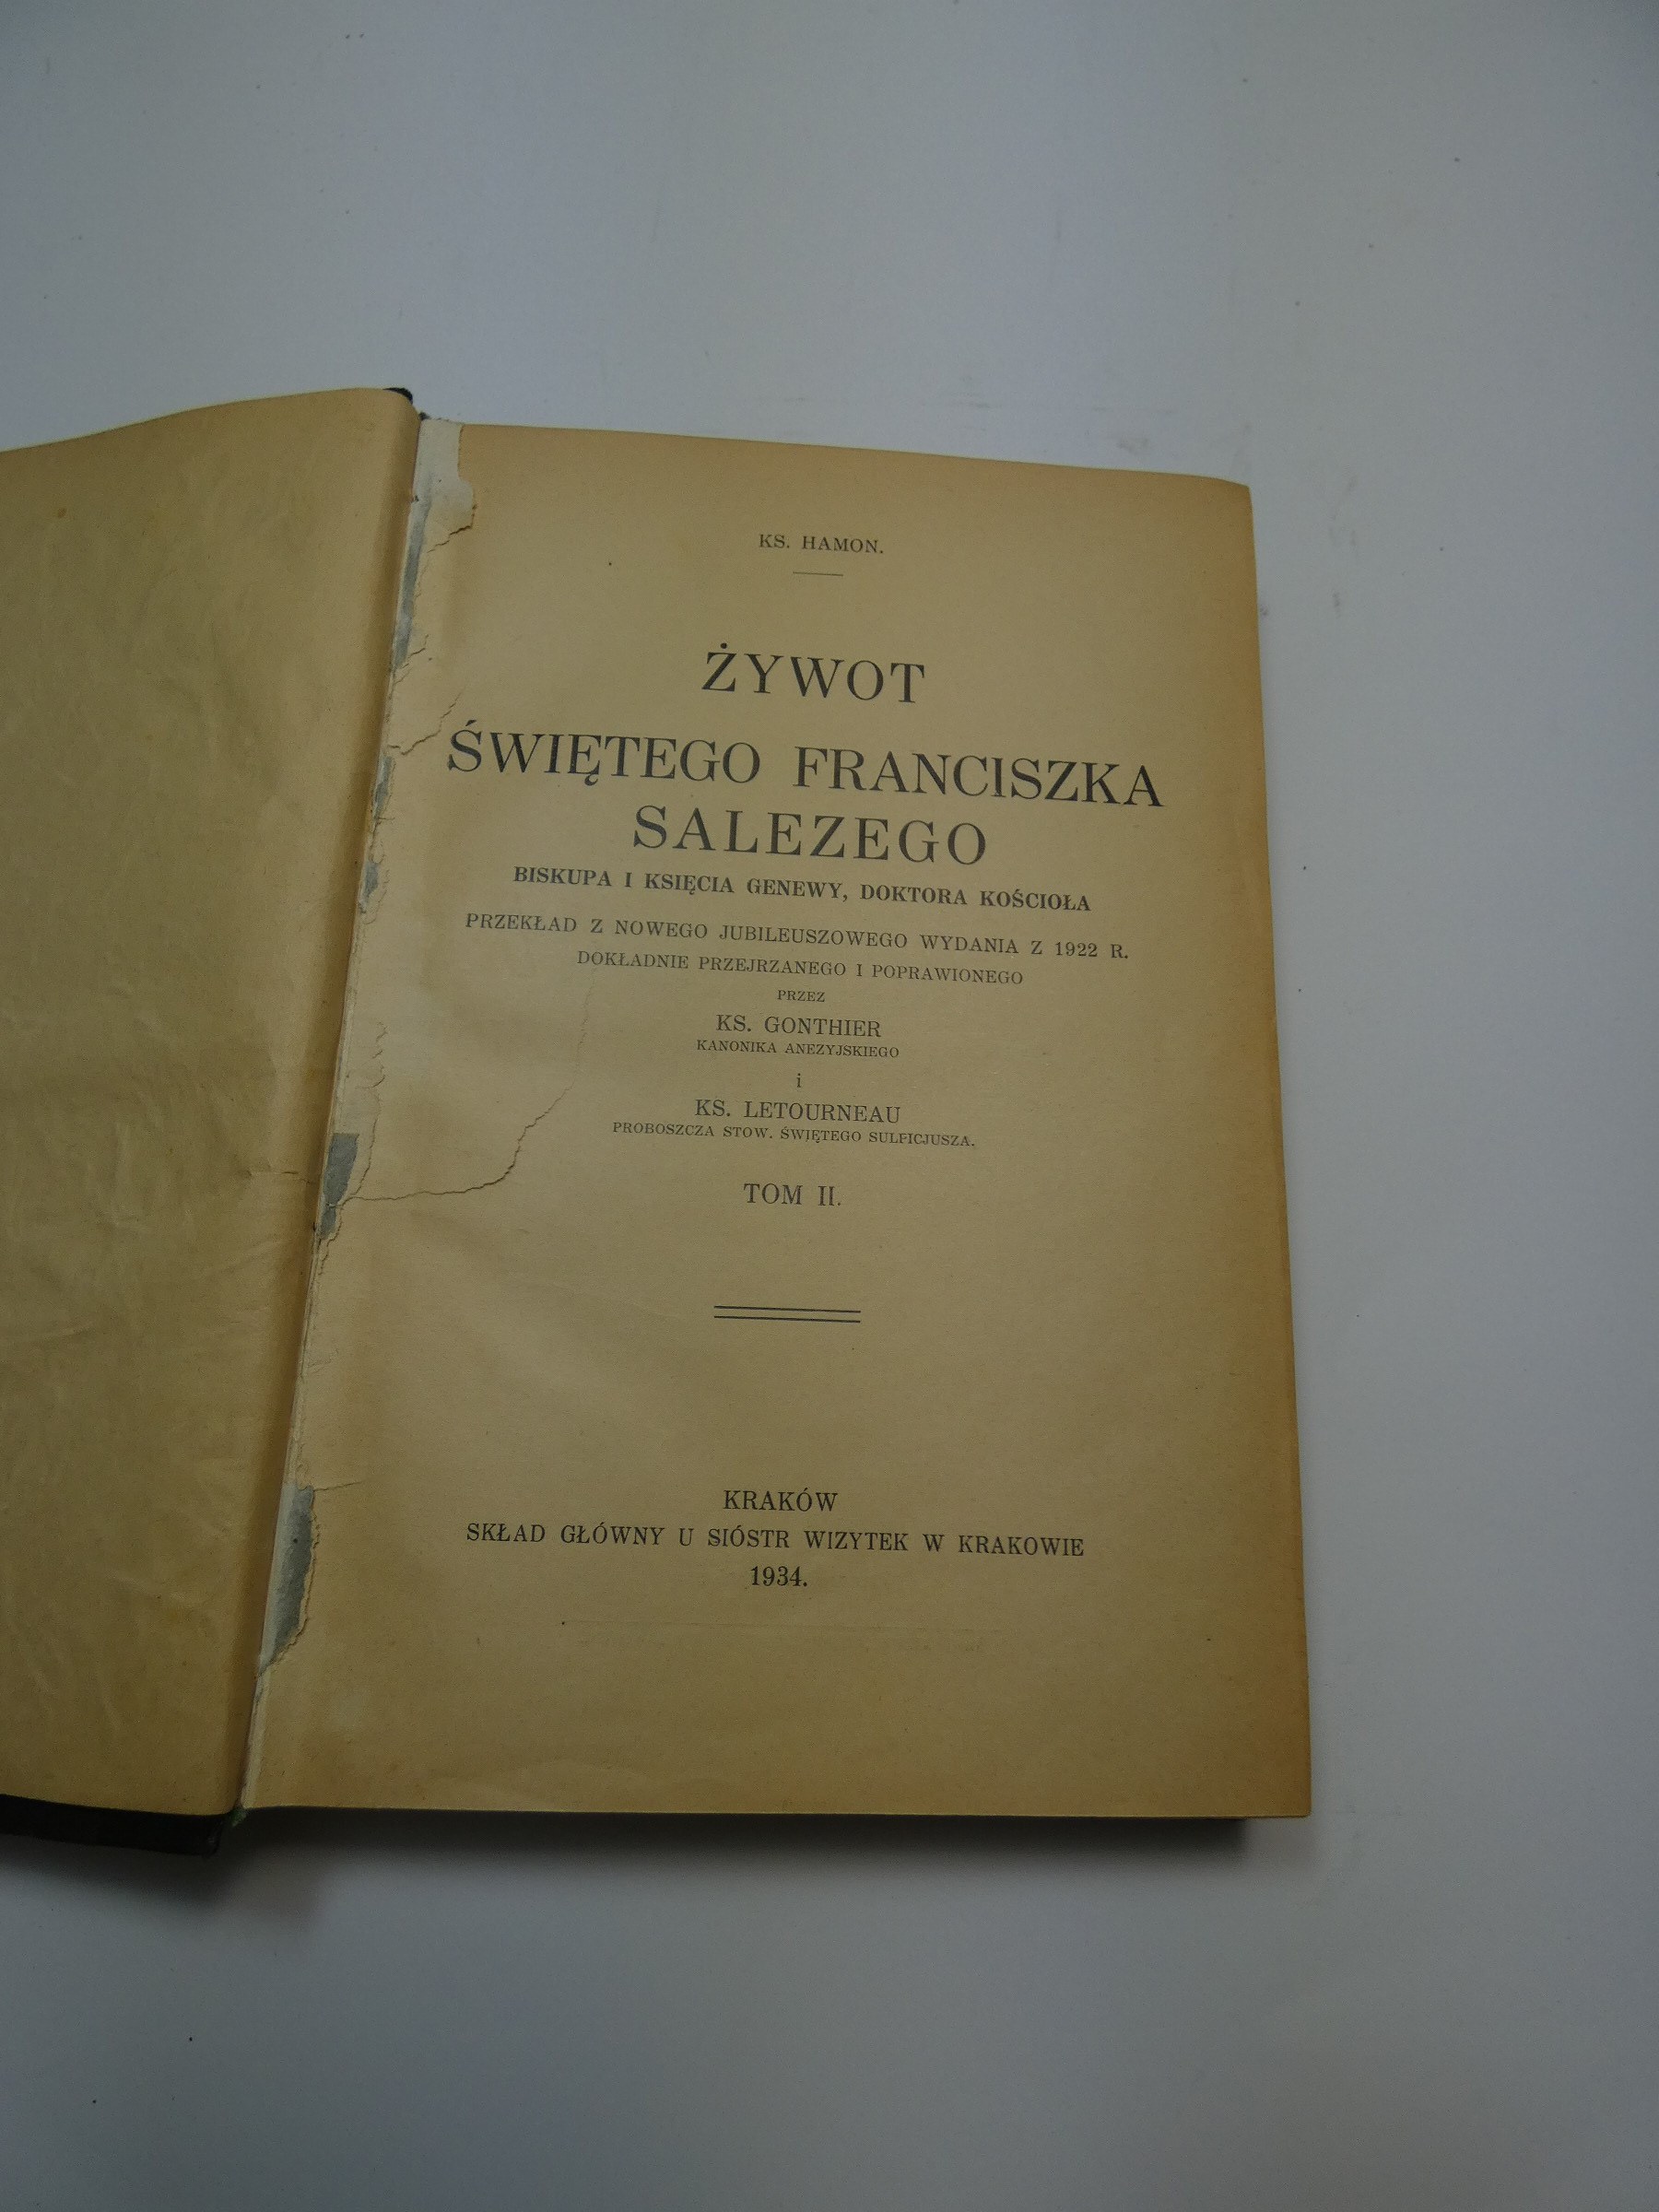 KS. HAMON.
ŻYWOT
ŚWIĘTEGO FRANCISZKA
SALEZEGO
BISKUPA I KSIĘCIA GENEWY, DOKTORA KOŚCIOŁA
PRZEKŁAD Z NOWEGO JUBILEUSZOWEGO WYDANIA Z 1922 R.
DOKŁADNIE PRZEJRZANEGO I POPRAWIONEGO
PRZEZ
KS. GONTHIER
KANONIKA ANEZYJSKIEGO
i
KS. LETOURNEAU
PROBOSZCZA STOW. ŚWIĘTEGO SULPICJUSZA.
TOM II.
KRAKÓW
SKŁAD GŁÓWNY U SIÓSTR WIZYTEK W KRAKOWIE
1934.